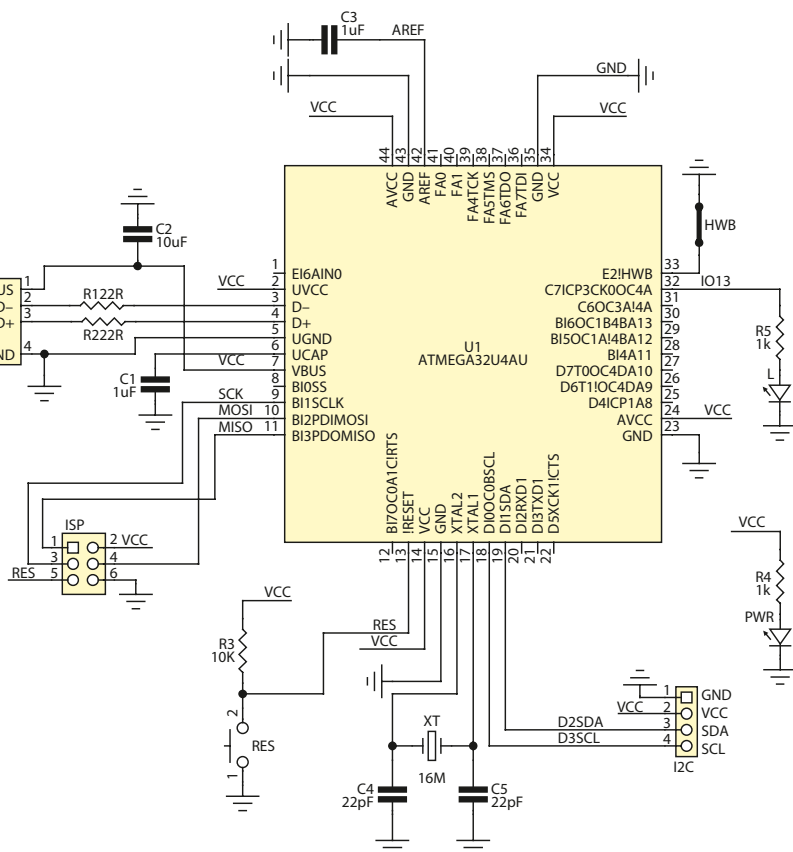 C3
1uF
AREF
GND
VCC
VCC
44
43
42
41
40
39
38
37
36
35
34
AVCC
GND
AREF
FA0
FA1
FA4TCK
FA5TMS
FA6TDO
FA7TDI
GND
VCC
C2
10uF
HWB
US
D–
D+
ND
1
2
3
4
R122R
R222R
VCC
VCC
C1
1uF
SCK
MOSI
MISO
1
2
3
4
5
6
7
8
9
10
11
EI6AIN0
UVCC
D–
D+
UGND
UCAP
VBUS
BI0SS
BI1SCLK
BI2PDIMOSI
BI3PDOMISO
U1
ATMEGA32U4AU
E2!HWB
C7ICP3CK0OC4A
C6OC3A!4A
BI6OC1B4BA13
BI5OC1A!4BA12
BI4A11
D7T0OC4DA10
D6T1!OC4DA9
D4ICP1A8
AVCC
GND
33
32
31
30
29
28
27
26
25
24
23
IO13
R5
1k
L
VCC
BI7OC0A1C!RTS
!RESET
VCC
GND
XTAL2
XTAL1
DI0OC0BSCL
DI1SDA
DI2RXD1
DI3TXD1
D5XCK1!CTS
12
13
14
15
16
17
18
19
20
21
22
ISP
1
2 VCC
3
4
RES 5
6
VCC
R3
10K
RES
VCC
2
RES
1
XT
16M
C4
22pF
C5
22pF
D2SDA
D3SCL
VCC
1
2
3
4
GND
VCC
SDA
SCL
I2C
VCC
R4
1k
PWR